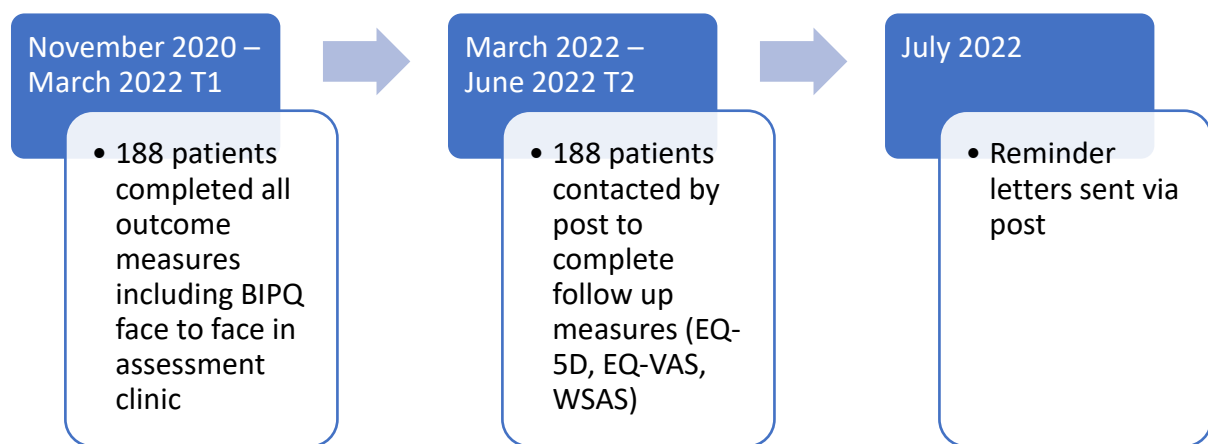 November 2020 –
March 2022 T1
• 188 patients
completed all
outcome
measures
including BIPQ
face to face in
assessment
clinic
March 2022 –
June 2022 T2
• 188 patients
contacted by
post to
complete
follow up
measures (EQ-
5D, EQ-VAS,
WSAS)
July 2022
• Reminder
letters sent via
post